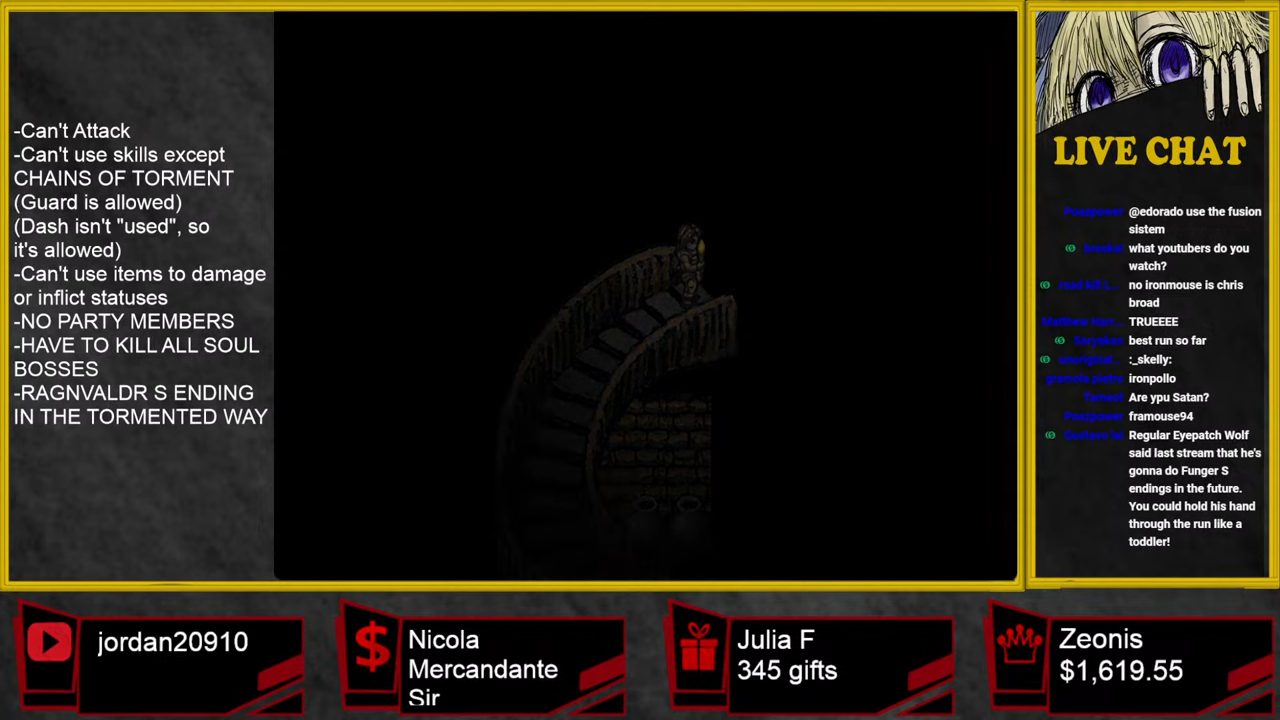 -Can't Attack
-Can't use skills except
CHAINS OF TORMENT
(Guard is allowed)
(Dash isn't "used", so
it's allowed)
-Can't use items to damage
or inflict statuses
-NO PARTY MEMBERS
-HAVE TO KILL ALL SOUL
BOSSES
-RAGNVALDR S ENDING
IN THE TORMENTED WAY
LIVE CHAT
@edorado use the fusion
sistem
what youtubers do you
watch?
no ironmouse is chris
broad
TRUEEEE
best run so far
:_skelly:
ironpollo
Are ypu Satan?
framouse94
Regular Eyepatch Wolf
said last stream that he's
gonna do Funger S
endings in the future.
You could hold his hand
through the run like a
toddler!
jordan20910
Nicola
Mercandante
Sir
Julia F
345 gifts
Zeonis
$1,619.55